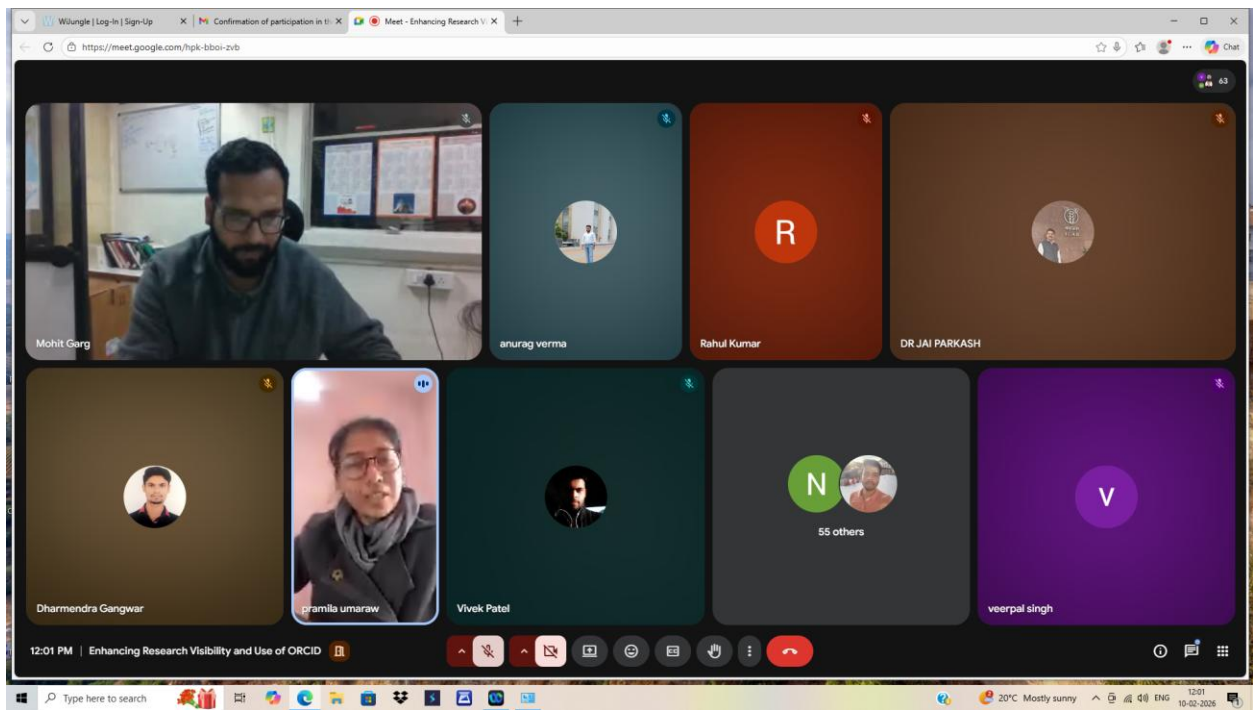 WiJungle | Log-In | Sign-Up
Confirmation of participation in th
Meet - Enhancing Research Vi
https://meet.google.com/hpk-bboi-zvb
Chat
63
Mohit Garg
anurag verma
R
Rahul Kumar
DR JAI PARKASH
Dharmendra Gangwar
pramila umaraw
Vivek Patel
N
55 others
V
veerpal singh
12:01 PM | Enhancing Research Visibility and Use of ORCID
Type here to search
20°C Mostly sunny
ENG
12:01
10-02-2026